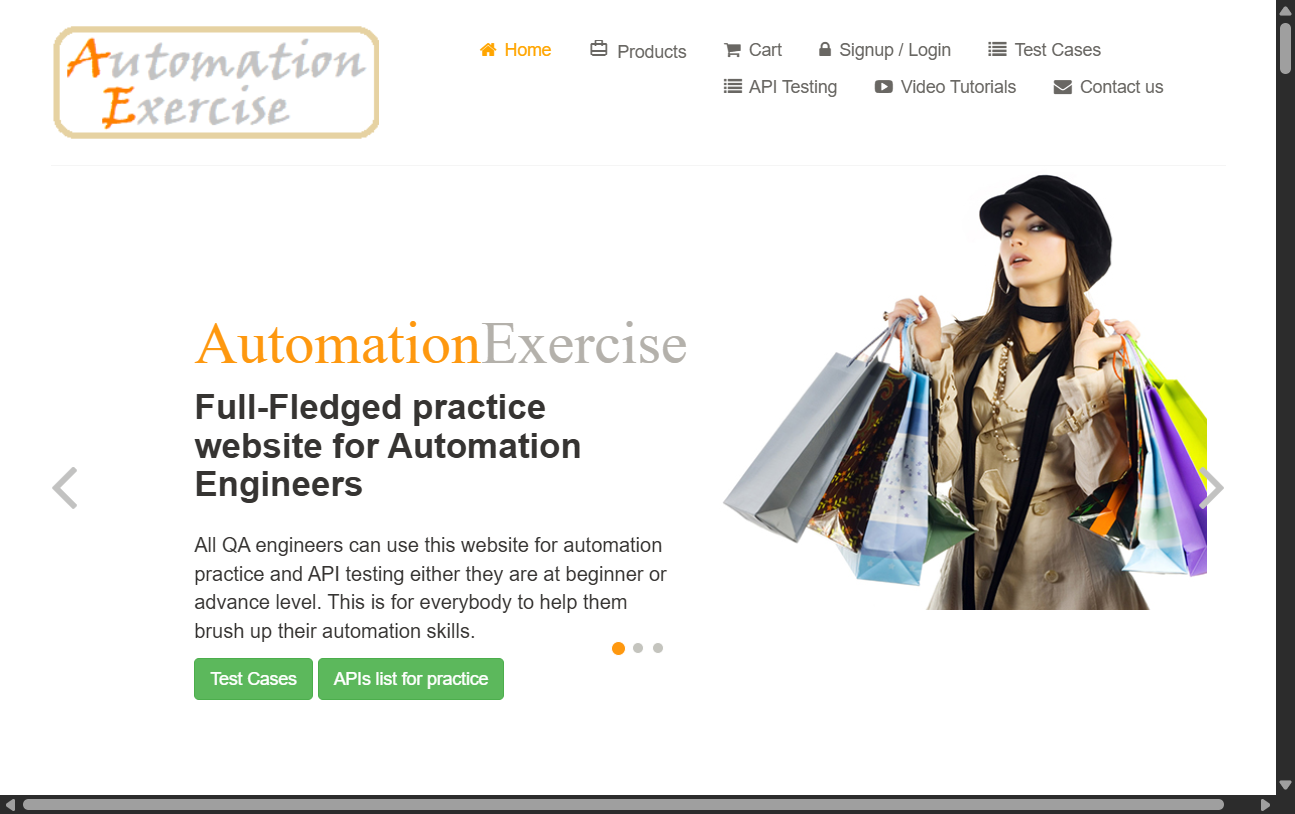 Automation
Exercise
Home Products Cart Signup / Login Test Cases
API Testing Video Tutorials Contact us
AutomationExercise
Full-Fledged practice
website for Automation
Engineers
All QA engineers can use this website for automation
practice and API testing either they are at beginner or
advance level. This is for everybody to help them
brush up their automation skills.
Test Cases APIs list for practice